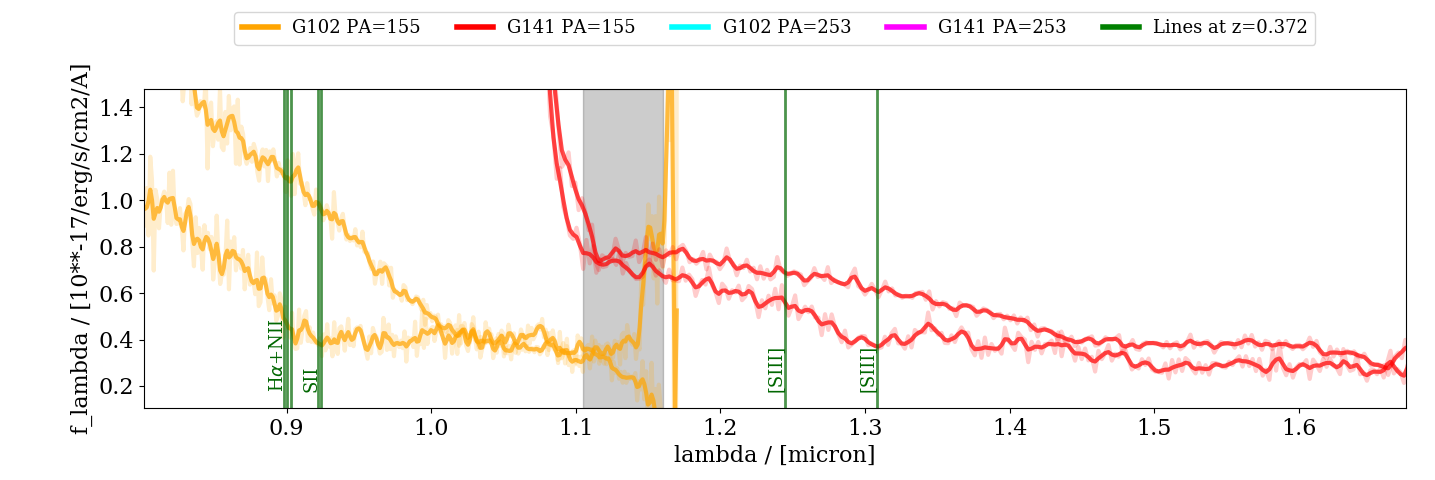 G102 PA=155
G141 PA=155
G102 PA=253
G141 PA=253
Lines at z=0.372
f_lambda / [10**-17/erg/s/cm2/A]
1.4
1.2
1.0
0.8
0.6
0.4
0.2
Hα+NII
SII
[SIII]
[SIII]
0.9
1.0
1.1
1.2
1.3
1.4
1.5
1.6
lambda / [micron]